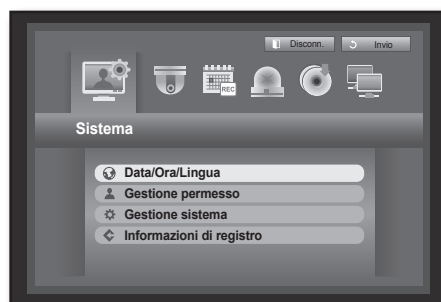 Disconn. Invio
REC
Sistema
Data/Ora/Lingua
Gestione permesso
Gestione sistema
Informazioni di registro